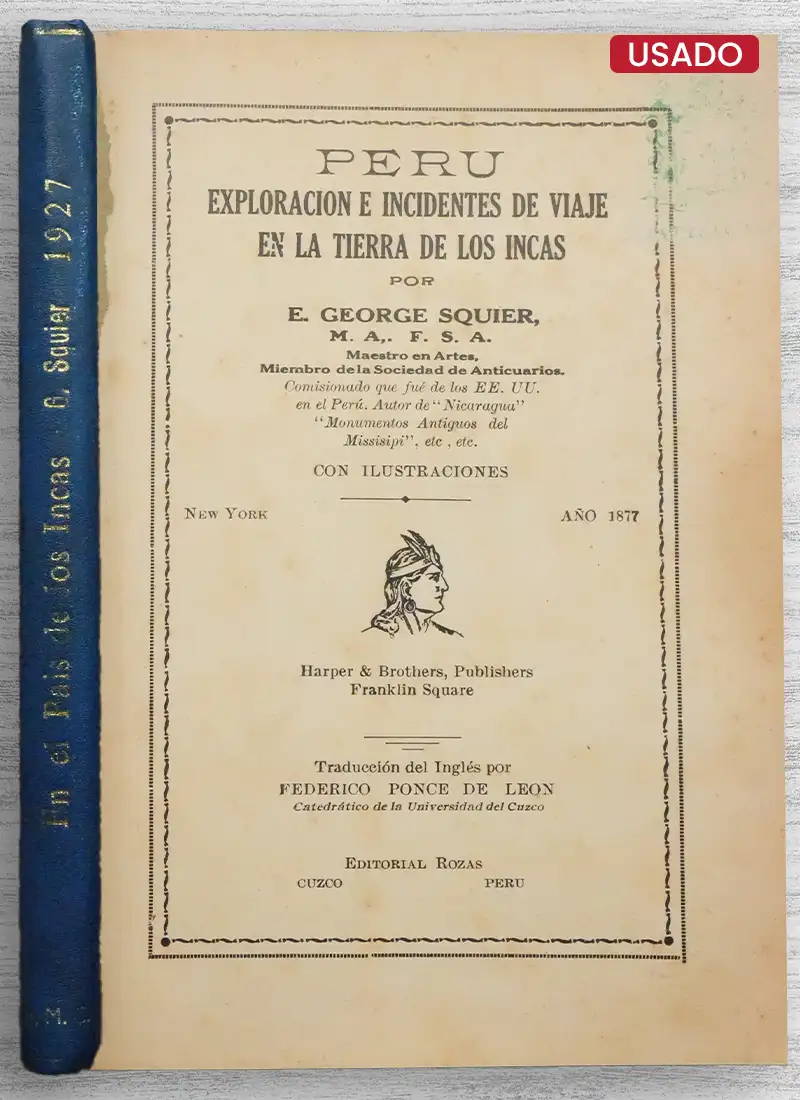 USADO
En el Pais de los Incas - G. Squier 1927
M.
PERU
EXPLORACION E INCIDENTES DE VIAJE
EN LA TIERRA DE LOS INCAS
POR
E. GEORGE SQUIER,
M. A,. F. S. A.
Maestro en Artes,
Miembro de la Sociedad de Anticuarios.
Comisionado que fué de los EE. UU.
en el Perú. Autor de "Nicaragua"
"Monumentos Antiguos del
Missisipi", etc , etc.
CON ILUSTRACIONES
NEW YORK AÑO 1877
Harper & Brothers, Publishers
Franklin Square
Traducción del Inglés por
FEDERICO PONCE DE LEON
Catedrático de la Universidad del Cuzco
EDITORIAL ROZAS
CUZCO PERU